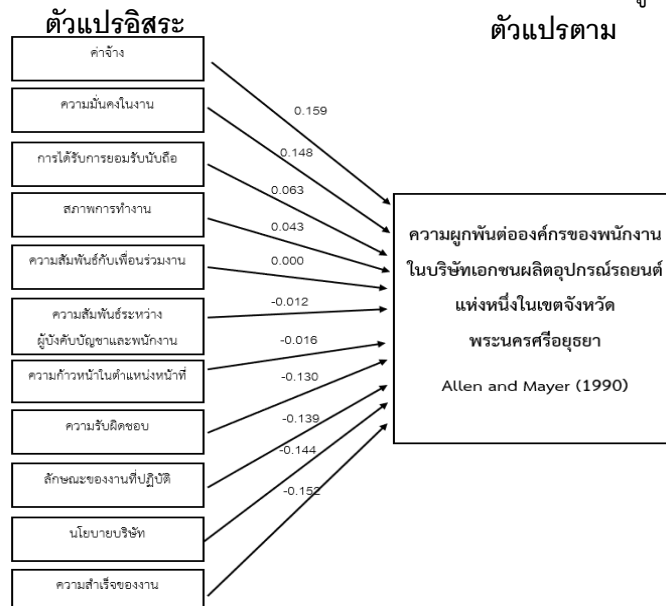 ตัวแปรอิสระ
ตัวแปรตาม
ค่าจ้าง
ความมั่นคงในงาน
การได้รับการยอมรับนับถือ
สภาพการทำงาน
ความสัมพันธ์กับเพื่อนร่วมงาน
ความสัมพันธ์ระหว่าง
ผู้บังคับบัญชาและพนักงาน
ความก้าวหน้าในตำแหน่งหน้าที่
ความรับผิดชอบ
ลักษณะของงานที่ปฏิบัติ
นโยบายบริษัท
ความสำเร็จของงาน
0.159
0.148
0.063
0.043
0.000
-0.012
-0.016
-0.130
-0.139
-0.144
-0.152
ความผูกพันต่อองค์กรของพนักงาน
ในบริษัทเอกชนผลิตอุปกรณ์รถยนต์
แห่งหนึ่งในเขตจังหวัด
พระนครศรีอยุธยา
Allen and Mayer (1990)